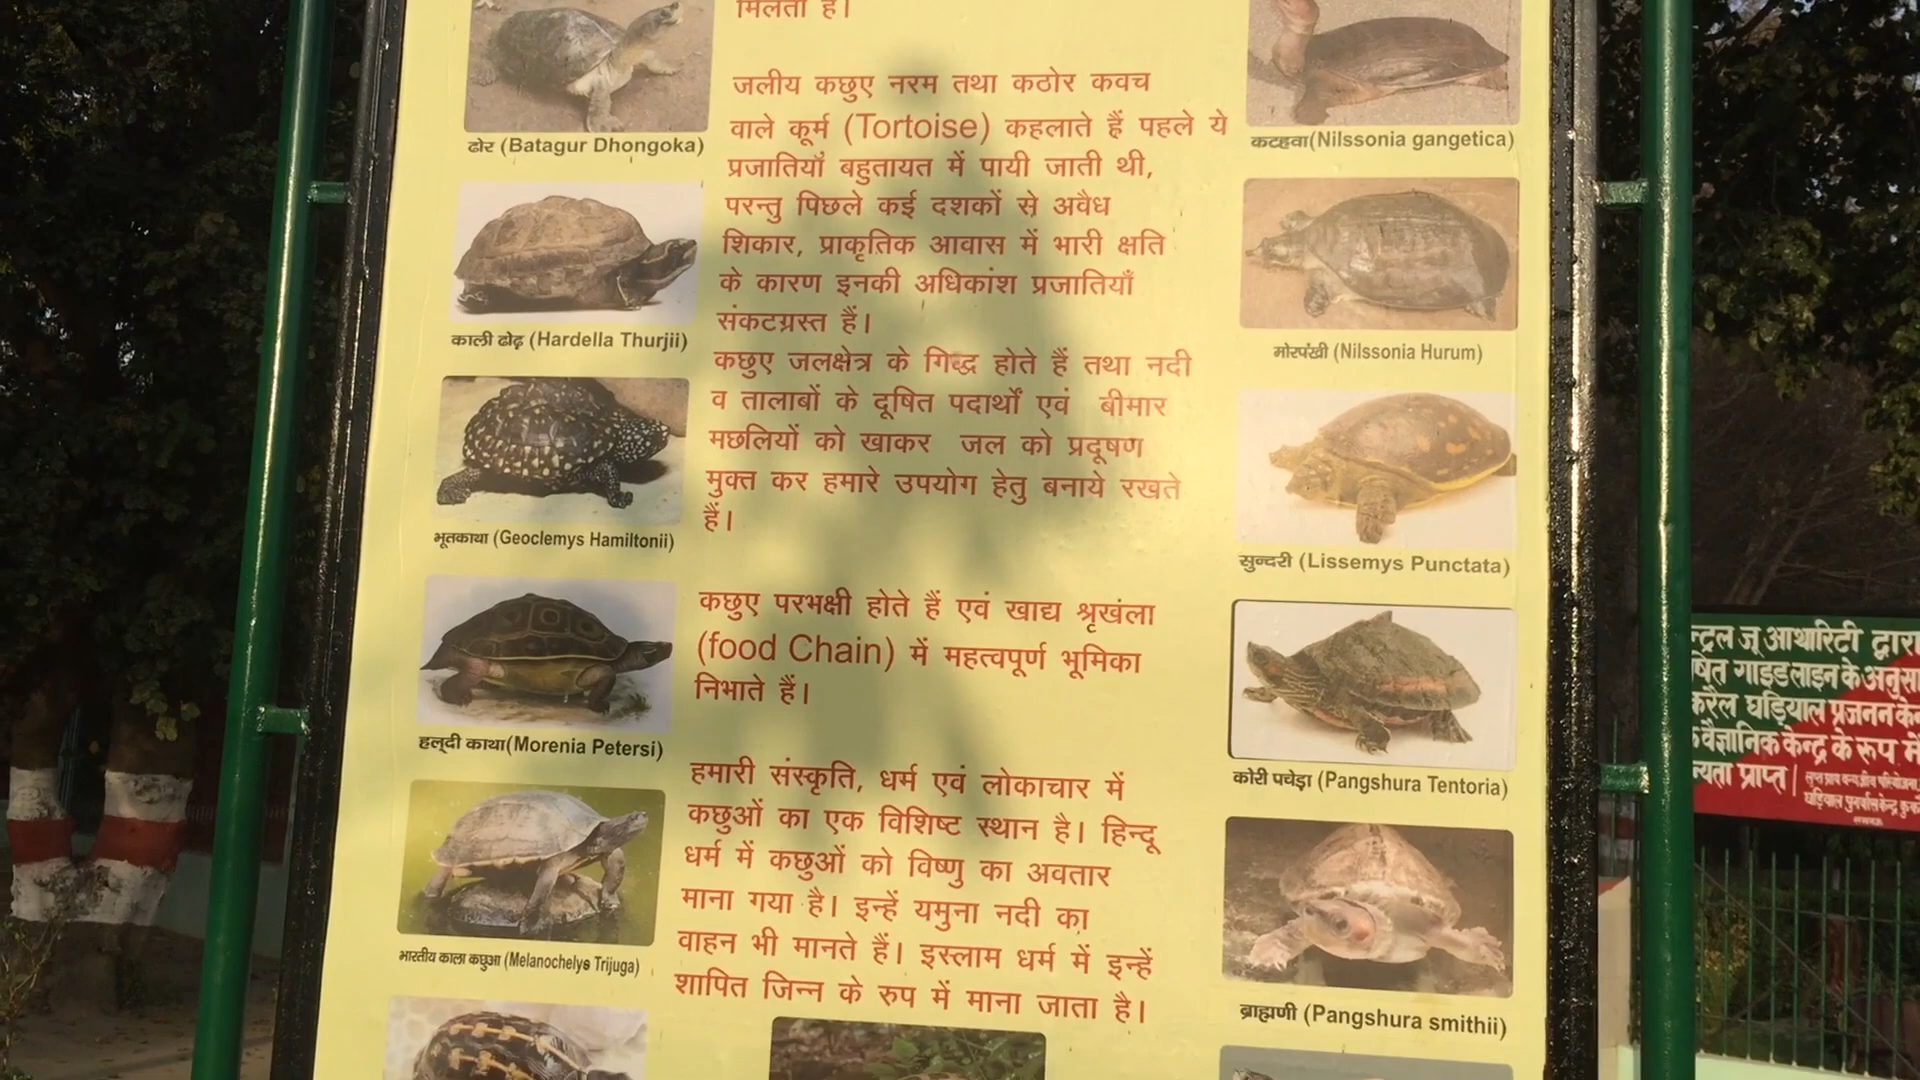 मिलती है।
जलीय कछुए नरम तथा कठोर कवच
वाले कूर्म (Tortoise) कहलाते हैं पहले ये
प्रजातियाँ बहुतायत में पायी जाती थी,
परन्तु पिछले कई दशकों से अवैध
शिकार, प्राकृतिक आवास में भारी क्षति
के कारण इनकी अधिकांश प्रजातियाँ
संकटग्रस्त हैं।
कछुए जलक्षेत्र के गिद्ध होते हैं तथा नदी
व तालाबों के दूषित पदार्थों एवं बीमार
मछलियों को खाकर जल को प्रदूषण
मुक्त कर हमारे उपयोग हेतु बनाये रखते
हैं।
कछुए परभक्षी होते हैं एवं खाद्य श्रृखंला
(food Chain) में महत्वपूर्ण भूमिका
निभाते हैं।
हमारी संस्कृति, धर्म एवं लोकाचार में
कछुओं का एक विशिष्ट स्थान है। हिन्दू
धर्म में कछुओं को विष्णु का अवतार
माना गया है। इन्हें यमुना नदी का
वाहन भी मानते हैं। इस्लाम धर्म में इन्हें
शापित जिन्न के रुप में माना जाता है।
ढोर (Batagur Dhongoka)
काली ढोढ़ (Hardella Thurjii)
भूतकाथा (Geoclemys Hamiltonii)
हल्दी काथा(Morenia Petersi)
भारतीय काला कछुआ (Melanochelys Trijuga)
कटहवा(Nilssonia gangetica)
मोरपंखी (Nilssonia Hurum)
सुन्दरी (Lissemys Punctata)
कोरी पचेड़ा (Pangshura Tentoria)
ब्राह्मणी (Pangshura smithii)
न्ट्रल जू आथारिटी द्वारा
षित गाइडलाइन के अनुसा
करैल घड़ियाल प्रजनन केन
वैज्ञानिक केन्द्र के रूप में
न्यता प्राप्त|